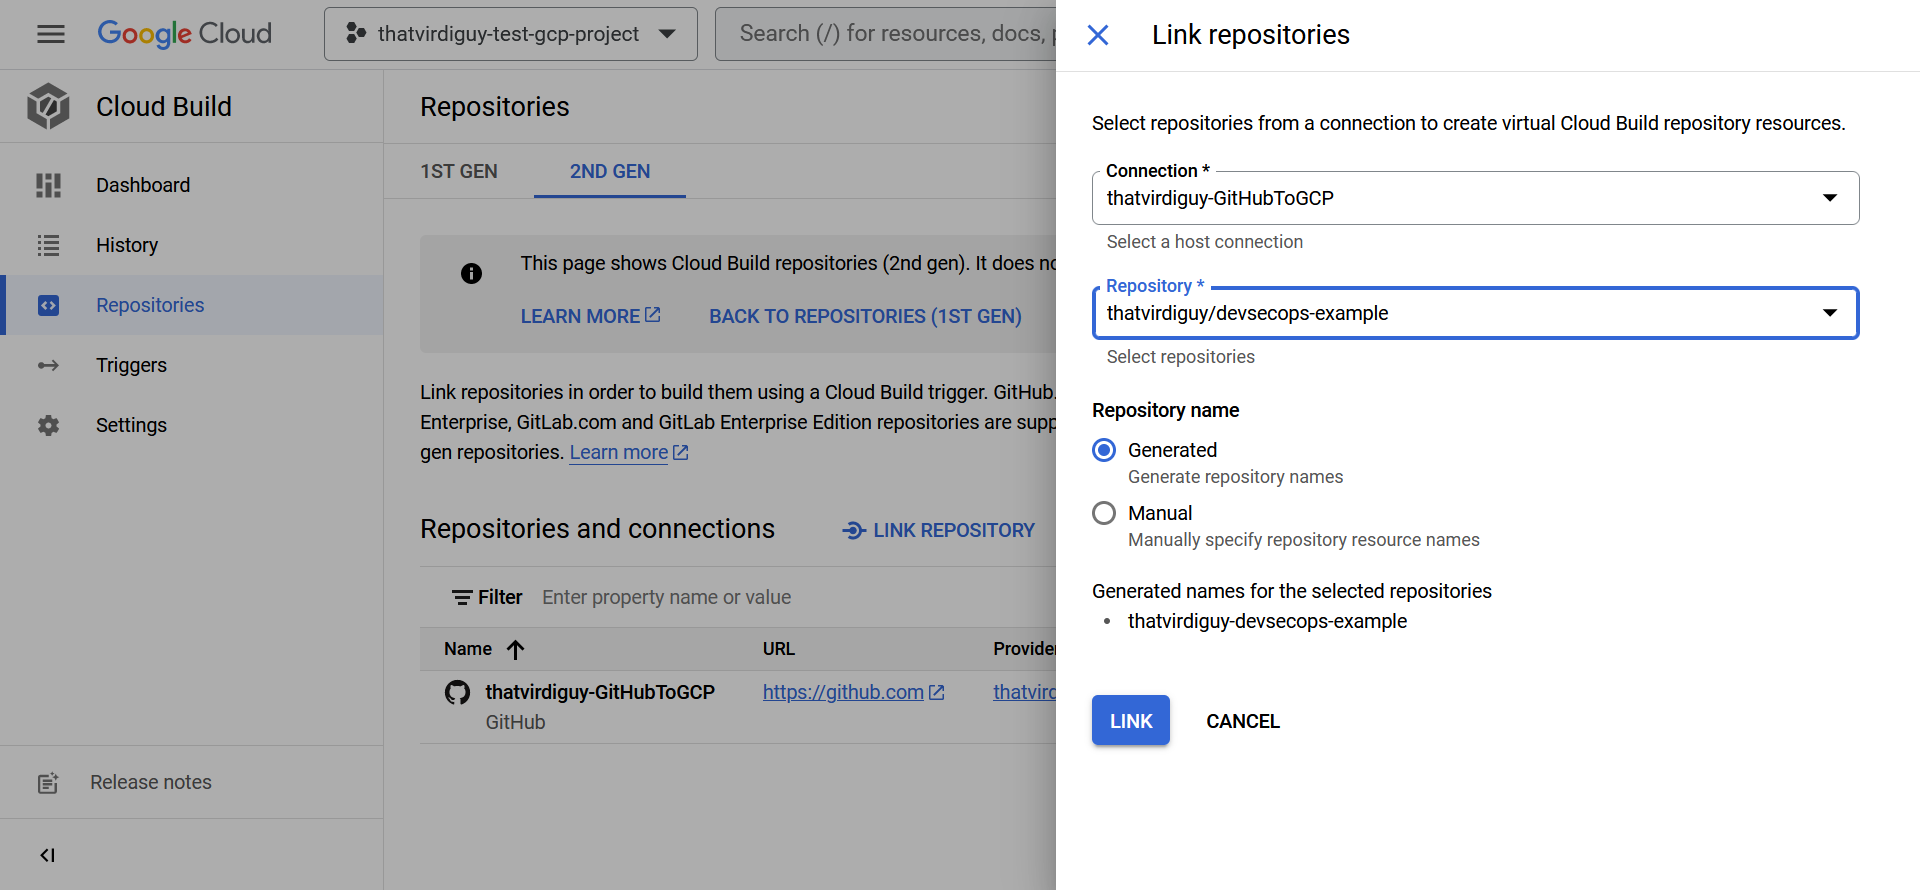 Google Cloud
thatvirdiguy-test-gcp-project
Search (/) for resources, docs,
Cloud Build
Dashboard
History
Repositories
Triggers
Settings
Release notes
Repositories
1ST GEN
2ND GEN
This page shows Cloud Build repositories (2nd gen). It does
LEARN MORE
BACK TO REPOSITORIES (1ST GEN)
Link repositories in order to build them using a Cloud Build trigger. GitHub.
Enterprise, GitLab.com and GitLab Enterprise Edition repositories are
gen repositories. Learn more
Repositories and connections
LINK REPOSITORY
Filter Enter property name or value
Name URL Provider
thatvirdiguy-GitHubToGCP https://github.com
GitHub
Link repositories
Select repositories from a connection to create virtual Cloud Build repository resources.
Connection *
thatvirdiguy-GitHubToGCP
Select a host connection
Repository *
thatvirdiguy/devsecops-example
Select repositories
Repository name
Generated
Generate repository names
Manual
Manually specify repository resource names
Generated names for the selected repositories
• thatvirdiguy-devsecops-example
LINK
CANCEL